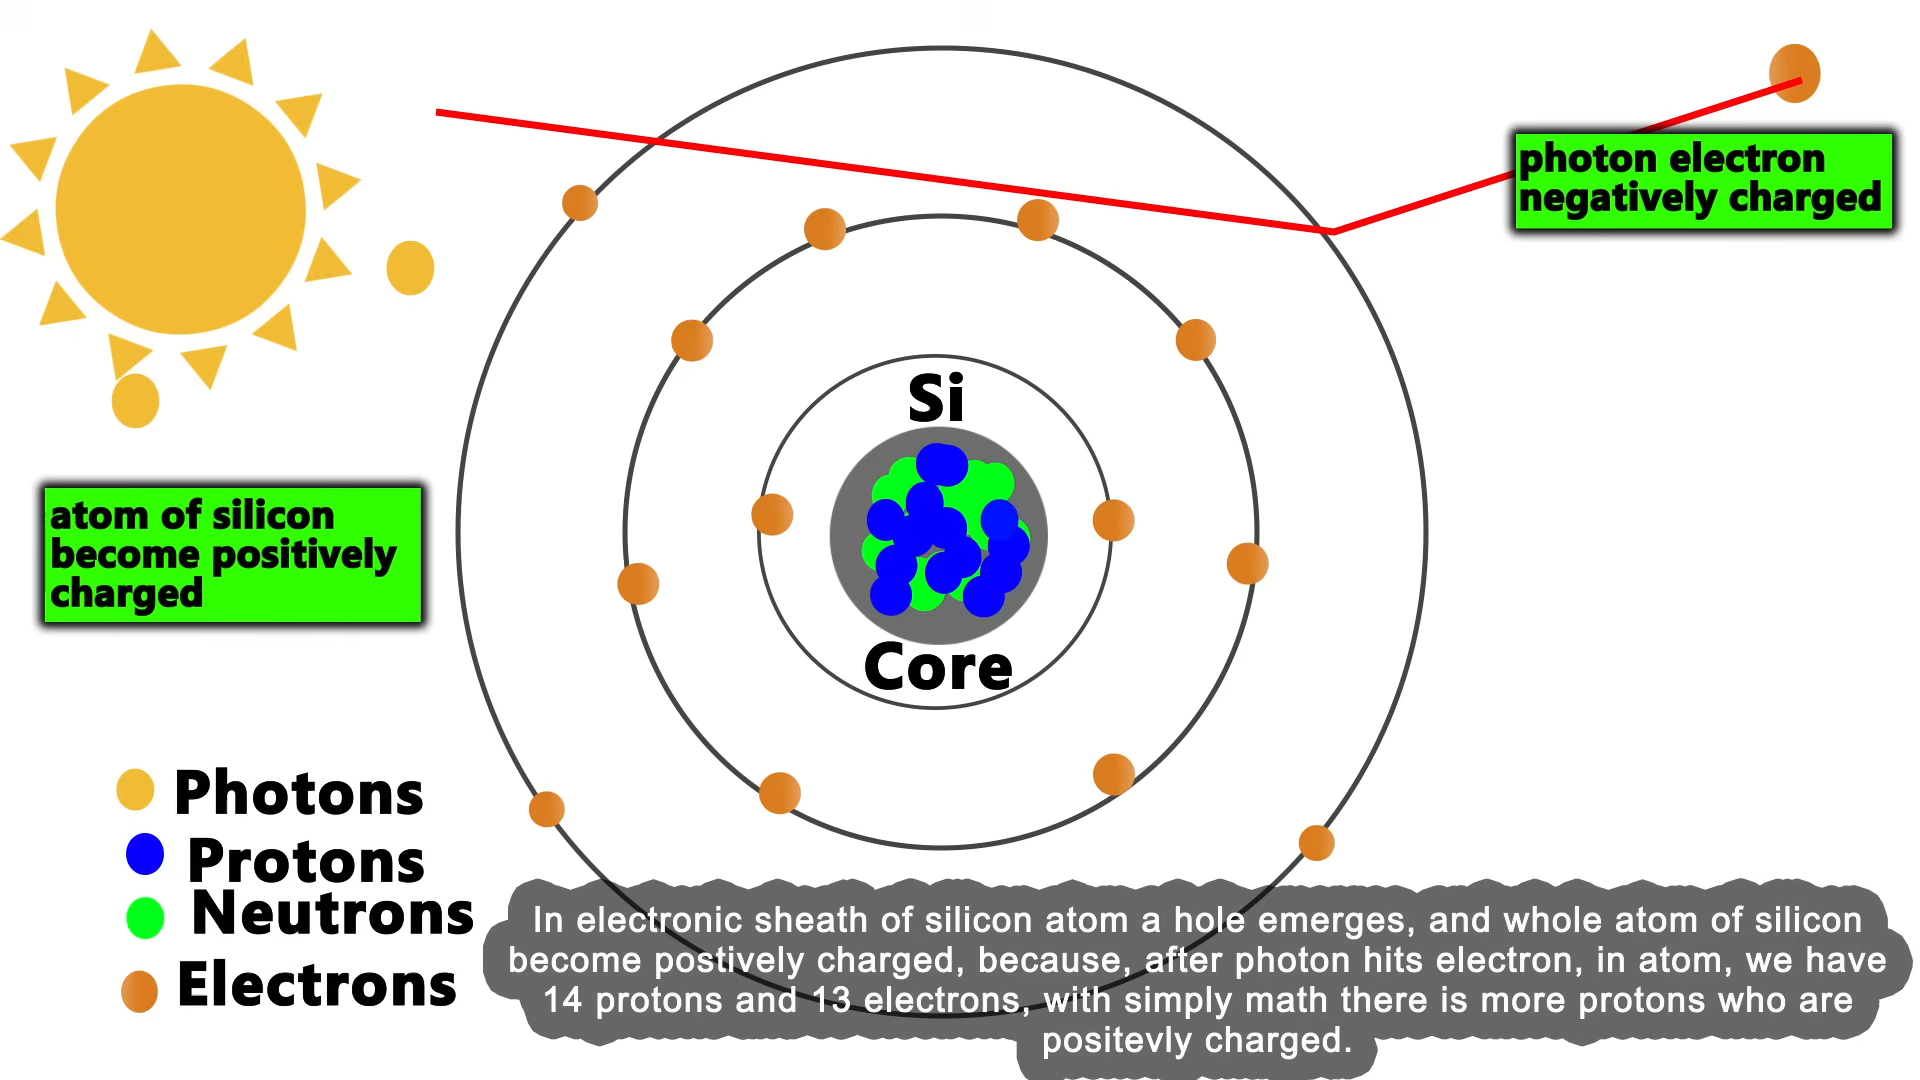 photon electron
negatively charged
Si
Core
atom of silicon
become positively
charged
Photons
Protons
Neutrons
Electrons
In electronic sheath of silicon atom a hole emerges, and whole atom of silicon
become postively charged, because, after photon hits electron, in atom, we have
14 protons and 13 electrons, with simply math there is more protons who are
positevly charged.